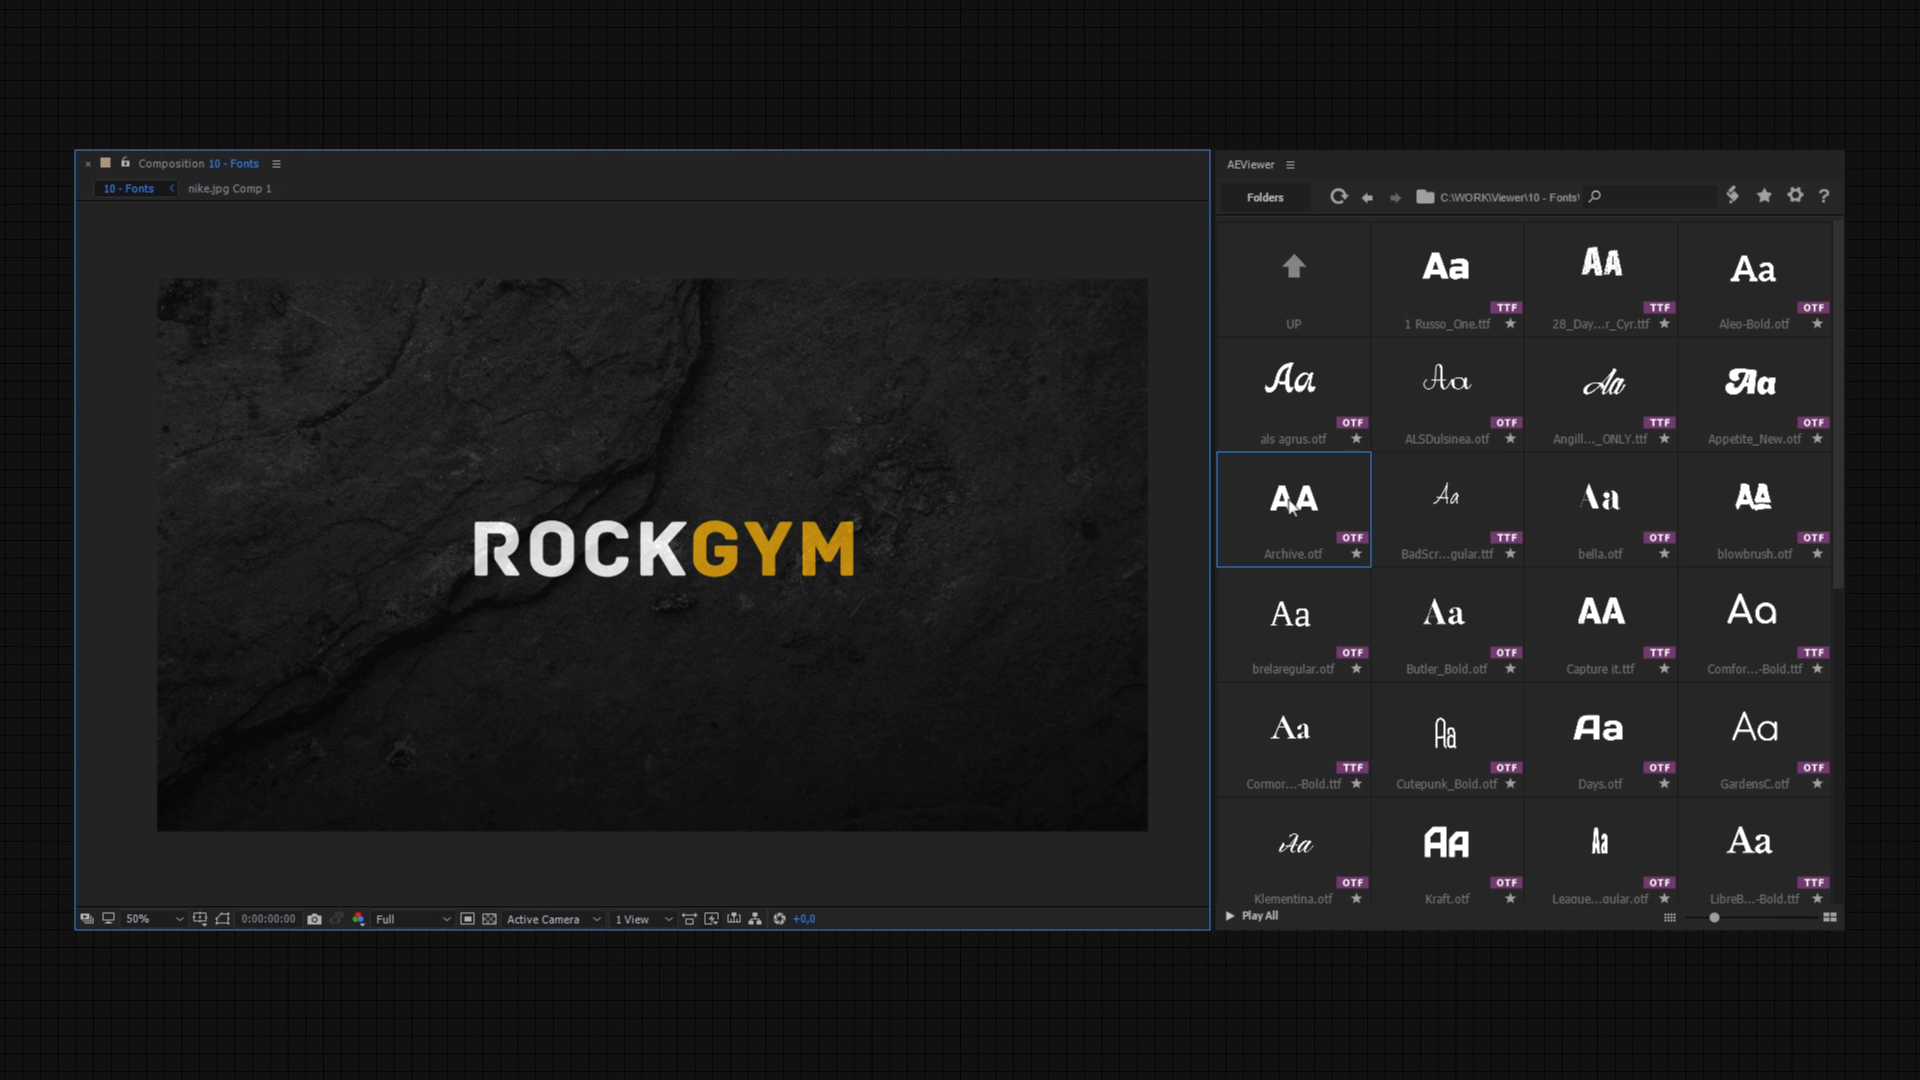 Composition 10 - Fonts
10 - Fonts
nike.jpg Comp 1
ROCKGYM
50%
0:00:00:00
Full
Active Camera
1 View
+0,0
AEViewer
Folders
C:\WORK\Viewer\10 - Fonts\
?
Aa AA Aa
TTF TTF OTF
UP 1 Russo_One.ttf 28_Day...r_Cyr.ttf Aleo-Bold.otf
Aa Aa Aa Aa
OTF OTF TTF OTF
als agrus.otf ALSDulsinea.otf Angill..._ONLY.ttf Appetite_New.otf
AA Aa Aa AA
OTF TTF OTF OTF
Archive.otf BadScr...gular.ttf bella.otf blowbrush.otf
Aa Aa AA Aa
OTF OTF TTF TTF
brelaregular.otf Butler_Bold.otf Capture it.ttf Comfor...-Bold.ttf
Aa Aa Aa Aa
TTF OTF OTF OTF
Cormor...-Bold.ttf Cutepunk_Bold.otf Days.otf GardensC.otf
Aa AA Aa Aa
OTF OTF OTF TTF
Klementina.otf Kraft.otf League...gular.otf LibreB...-Bold.ttf
Play All